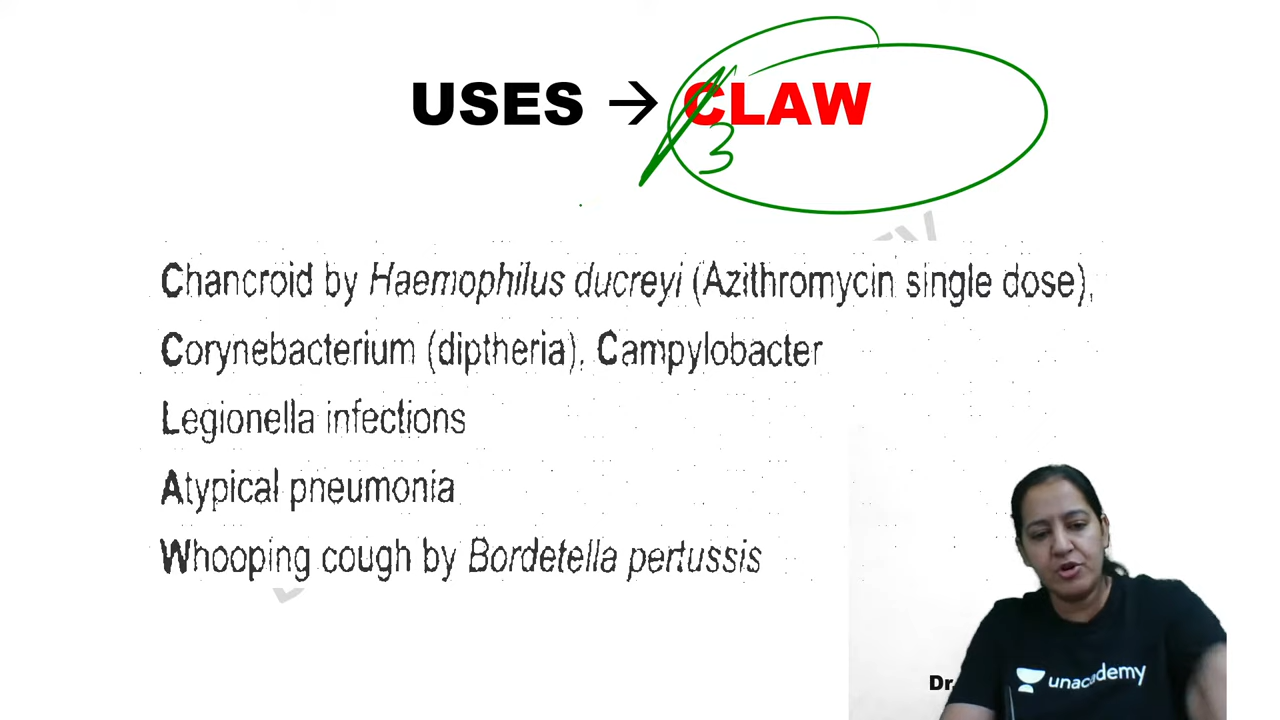 USES → CLAW
3
Chancroid by Haemophilus ducreyi (Azithromycin single dose),
Corynebacterium (diptheria), Campylobacter
Legionella infections
Atypical pneumonia
Whooping cough by Bordetella pertussis
Dr.
unacademy